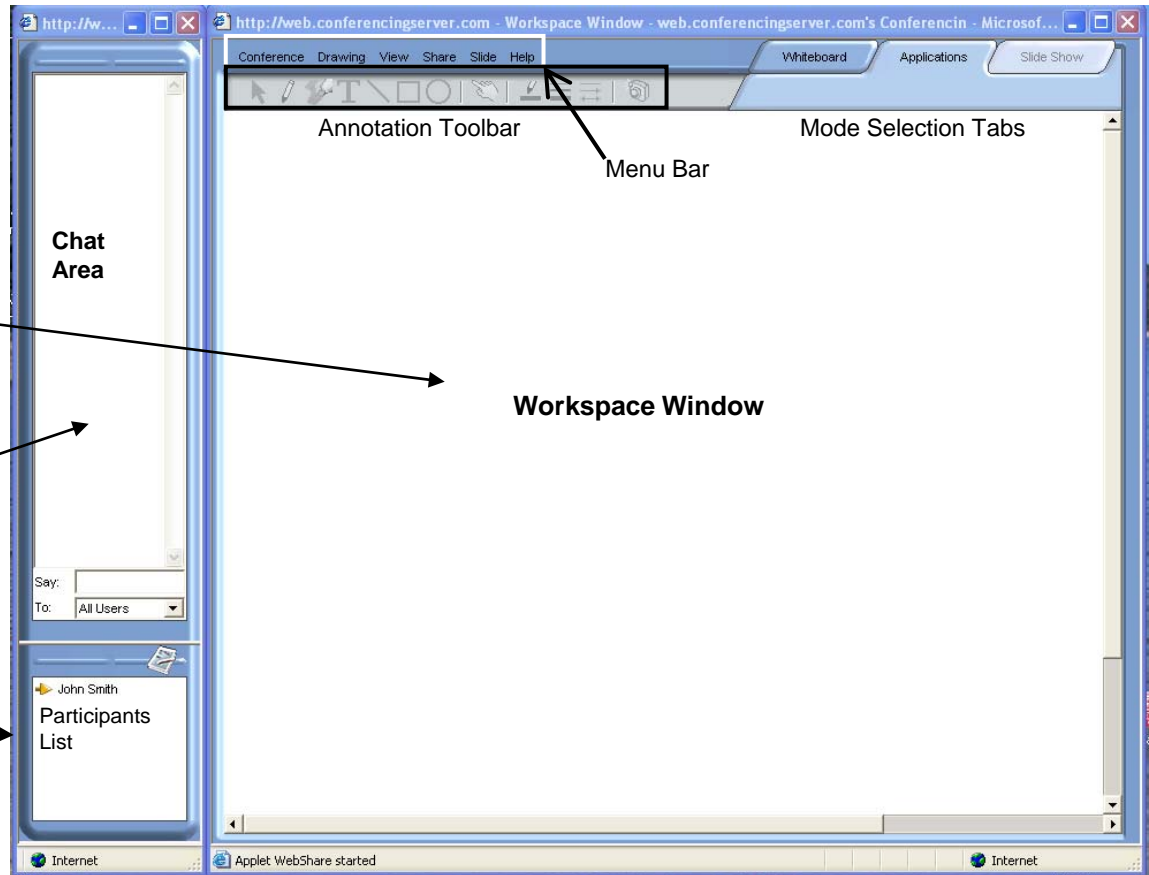 http://w...
http://web.conferencingserver.com - Workspace Window - web.conferencingserver.com's Conferencin - Microsof...
Conference Drawing View Share Slide Help
Whiteboard Applications Slide Show
T
Annotation Toolbar
Mode Selection Tabs
Menu Bar
Chat
Area
Workspace Window
Say:
To: All Users
John Smith
Participants
List
Internet
Applet WebShare started
Internet